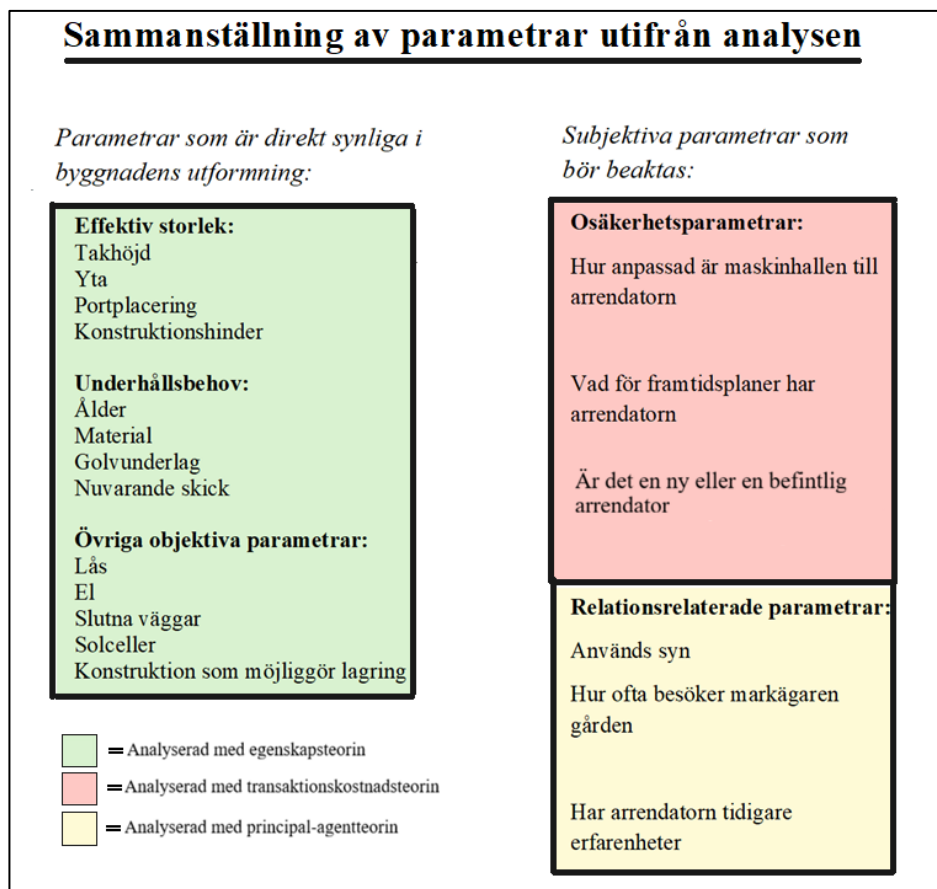 Sammanställning av parametrar utifrån analysen
Parametrar som är direkt synliga i
byggnadens utformning:
Effektiv storlek:
Takhöjd
Yta
Portplacering
Konstruktionshinder
Underhållsbehov:
Ålder
Material
Golvunderlag
Nuvarande skick
Övriga objektiva parametrar:
Lås
El
Slutna väggar
Solceller
Konstruktion som möjliggör lagring
= Analyserad med egenskapsteorin
= Analyserad med transaktionskostnadsteorin
= Analyserad med principal-agentteorin
Subjektiva parametrar som
bör beaktas:
Osäkerhetsparametrar:
Hur anpassad är maskinhallen till
arrendatorn
Vad för framtidsplaner har
arrendatorn
Är det en ny eller en befintlig
arrendator
Relationsrelaterade parametrar:
Används syn
Hur ofta besöker markägaren
gården
Har arrendatorn tidigare
erfarenheter